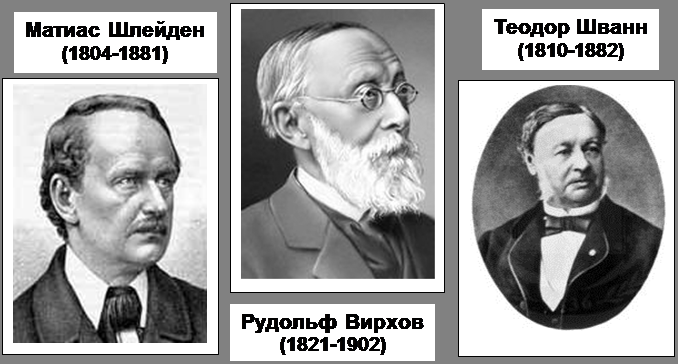 Матиас Шлейден
(1804-1881)
Теодор Шванн
(1810-1882)
Рудольф Вирхов
(1821-1902)